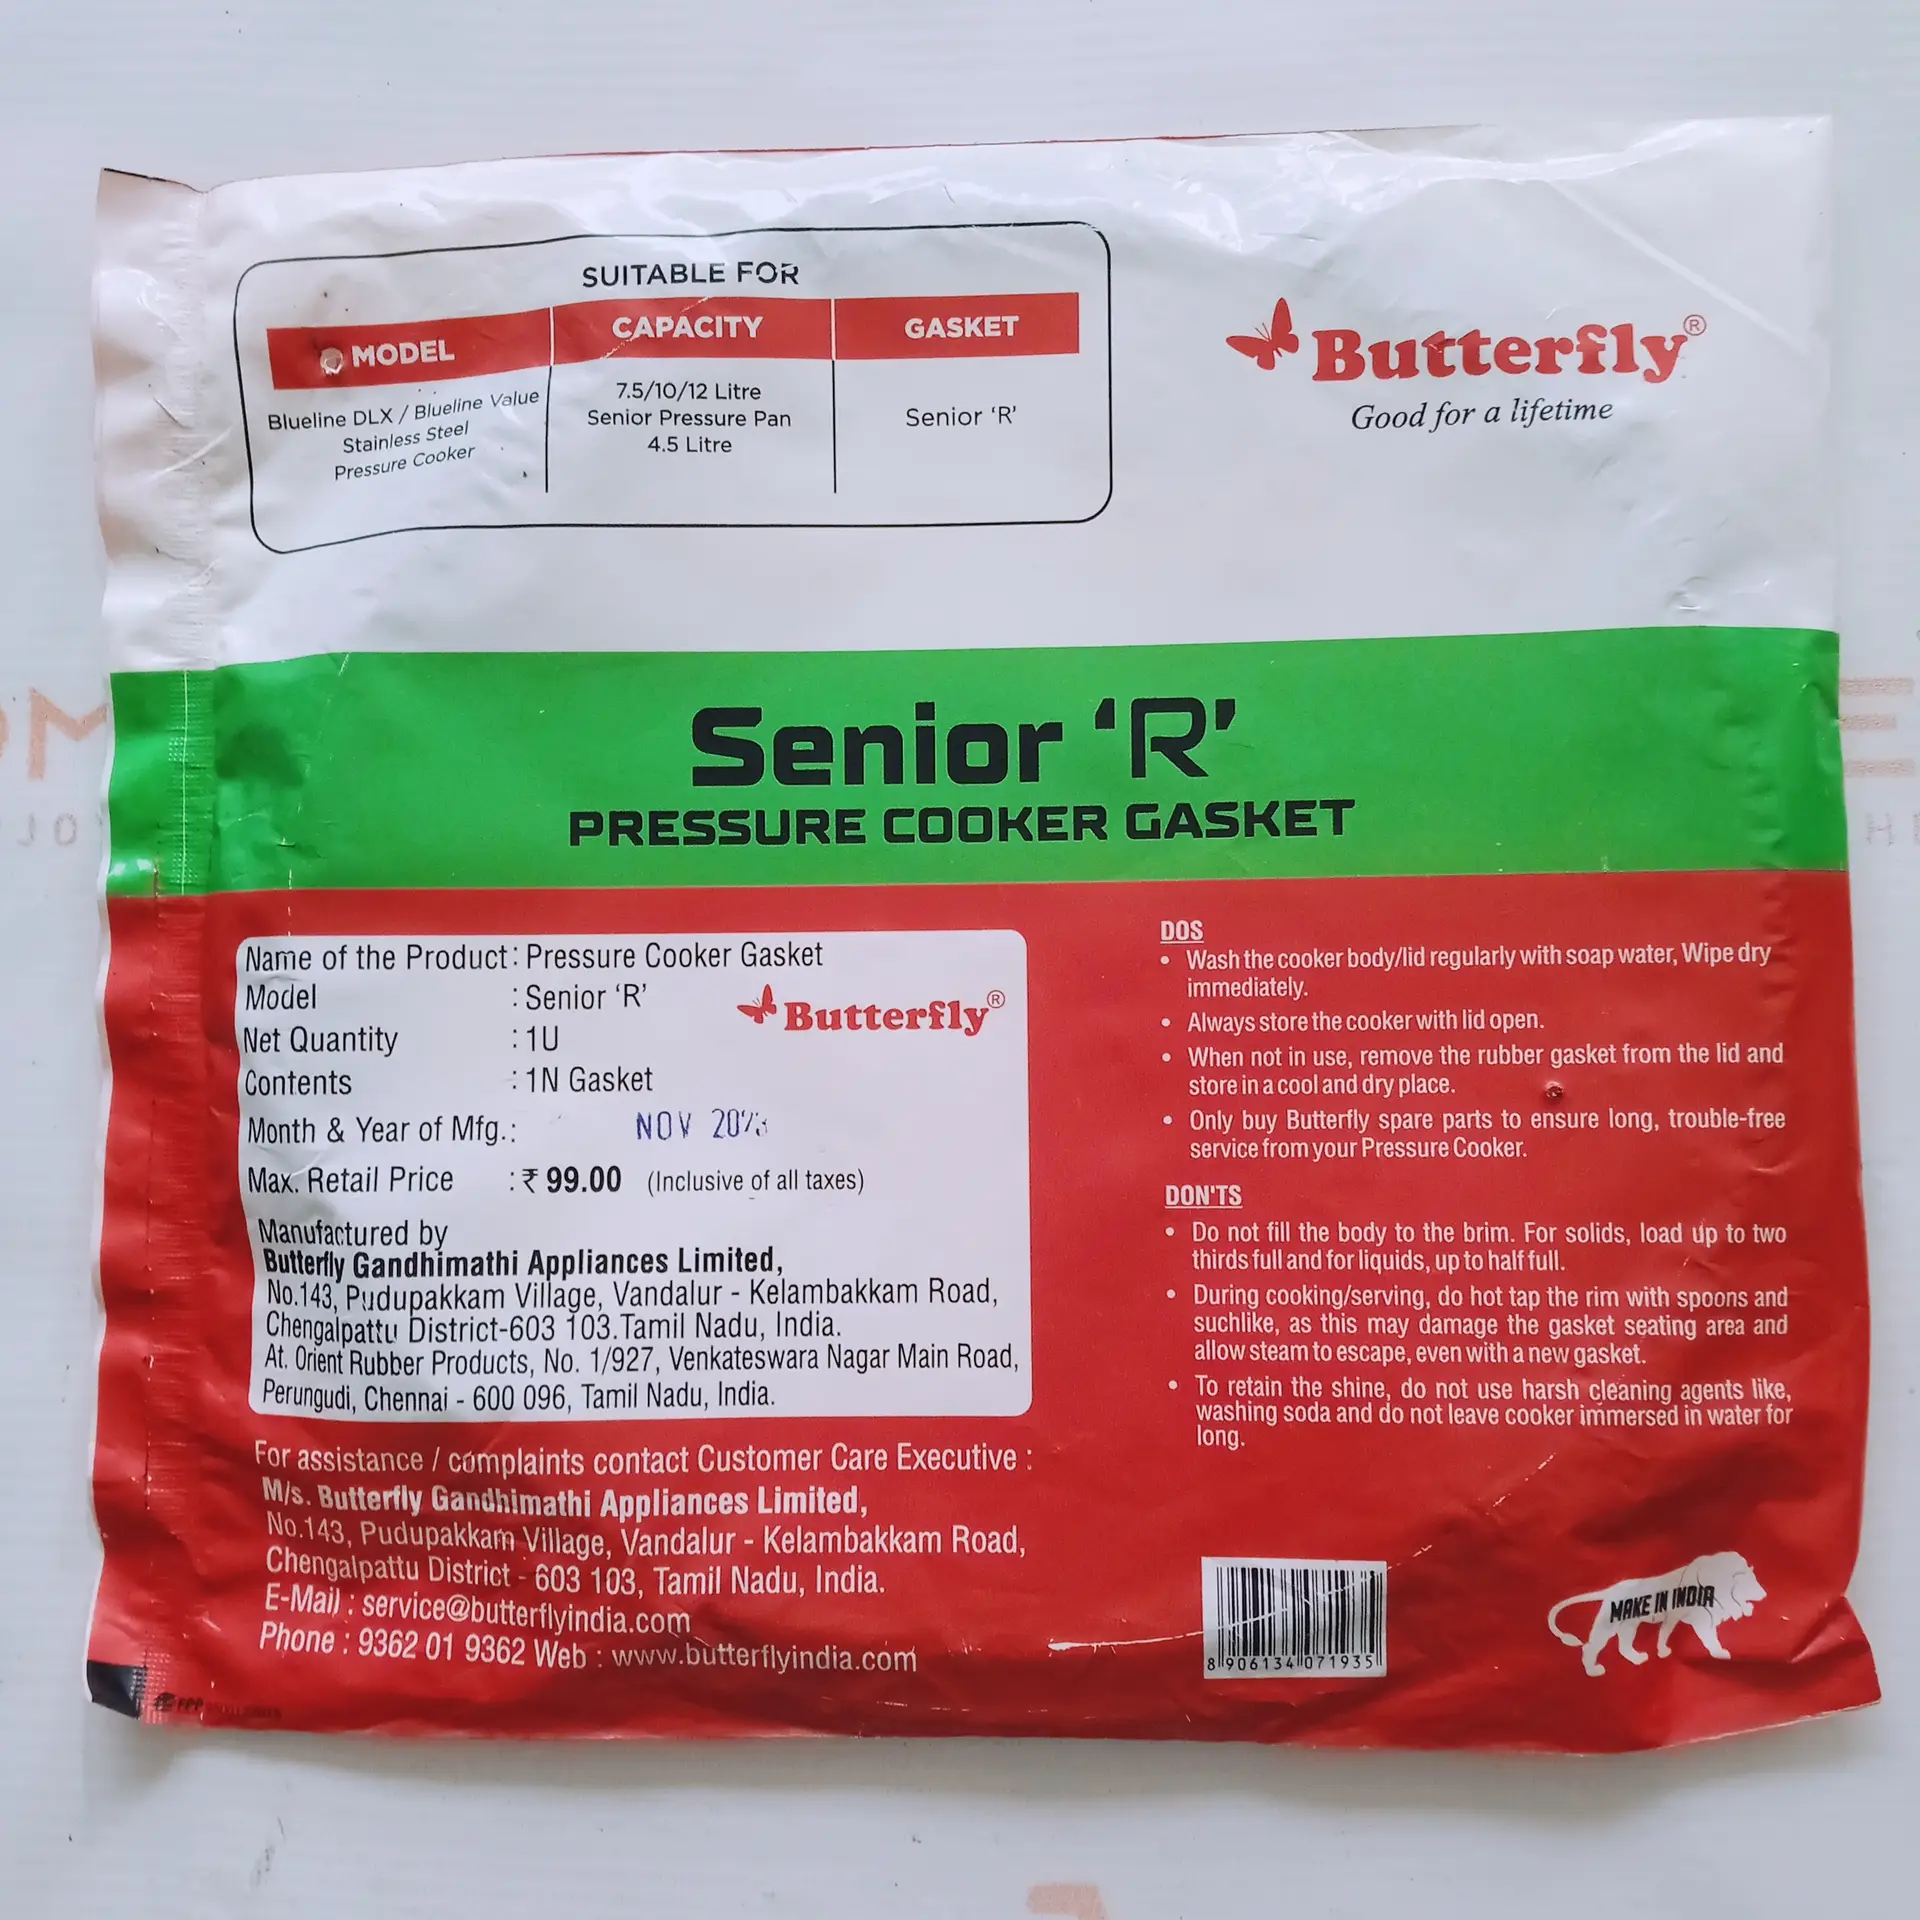 SUITABLE FOR
MODEL CAPACITY GASKET
Blueline DLX / Blueline Value
Stainless Steel
Pressure Cooker
7.5/10/12 Litre
Senior Pressure Pan
4.5 Litre
Senior ‘R’
Butterfly®
Good for a lifetime
Senior ‘R’
PRESSURE COOKER GASKET
Name of the Product : Pressure Cooker Gasket
Model : Senior ‘R’
Butterfly®
Net Quantity : 1U
Contents : 1N Gasket
Month & Year of Mfg. : NOV
Max. Retail Price : ₹ 99.00 (Inclusive of all taxes)
Manufactured by
Butterfly Gandhimathi Appliances Limited,
No.143, Pudupakkam Village, Vandalur - Kelambakkam Road,
Chengalpattu District-603 103.Tamil Nadu, India.
At. Orient Rubber Products, No. 1/927, Venkateswara Nagar Main Road,
Perungudi, Chennai - 600 096, Tamil Nadu, India.
For assistance / complaints contact Customer Care Executive :
M/s. Butterfly Gandhimathi Appliances Limited,
No.143, Pudupakkam Village, Vandalur - Kelambakkam Road,
Chengalpattu District - 603 103, Tamil Nadu, India.
E-Mail : service@butterflyindia.com
Phone : 9362 01 9362 Web : www.butterflyindia.com
DOS
• Wash the cooker body/lid regularly with soap water, Wipe dry
immediately.
• Always store the cooker with lid open.
• When not in use, remove the rubber gasket from the lid and
store in a cool and dry place.
• Only buy Butterfly spare parts to ensure long, trouble-free
service from your Pressure Cooker.
DON'TS
• Do not fill the body to the brim. For solids, load up to two
thirds full and for liquids, up to half full.
• During cooking/serving, do hot tap the rim with spoons and
suchlike, as this may damage the gasket seating area and
allow steam to escape, even with a new gasket.
• To retain the shine, do not use harsh cleaning agents like,
washing soda and do not leave cooker immersed in water for
long.
8 906134 071935
MAKE IN INDIA